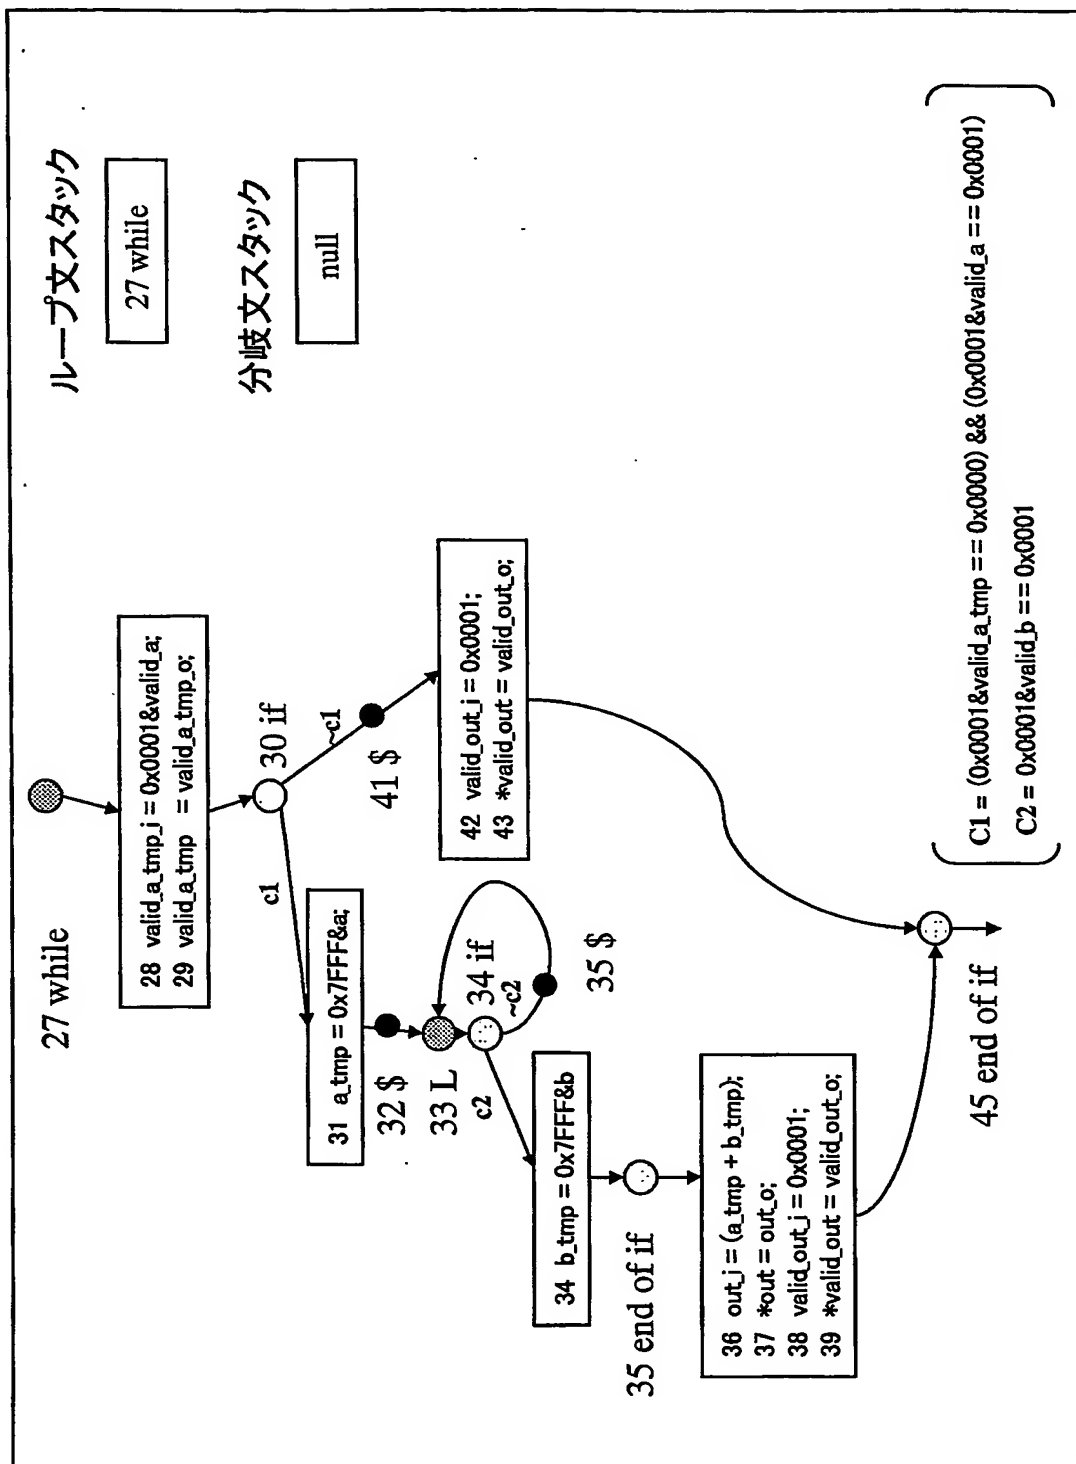 27 while
ループ文スタック
27 while
分岐文スタック
null
28 valid_a_tmp_i = 0x0001&valid_a;
29 valid_a_tmp = valid_a_tmp_o;
30 if
c1
~c1
41 $
31 a_tmp = 0x7FFF&a;
32 $
33 L
34 if
c2
~c2
35 $
42 valid_out_i = 0x0001;
43 *valid_out = valid_out_o;
34 b_tmp = 0x7FFF&b
35 end of if
36 out_i = (a_tmp + b_tmp);
37 *out = out_o;
38 valid_out_i = 0x0001;
39 *valid_out = valid_out_o;
45 end of if
C1 = (0x0001&valid_a_tmp == 0x0000) && (0x0001&valid_a == 0x0001)
C2 = 0x0001&valid_b == 0x0001